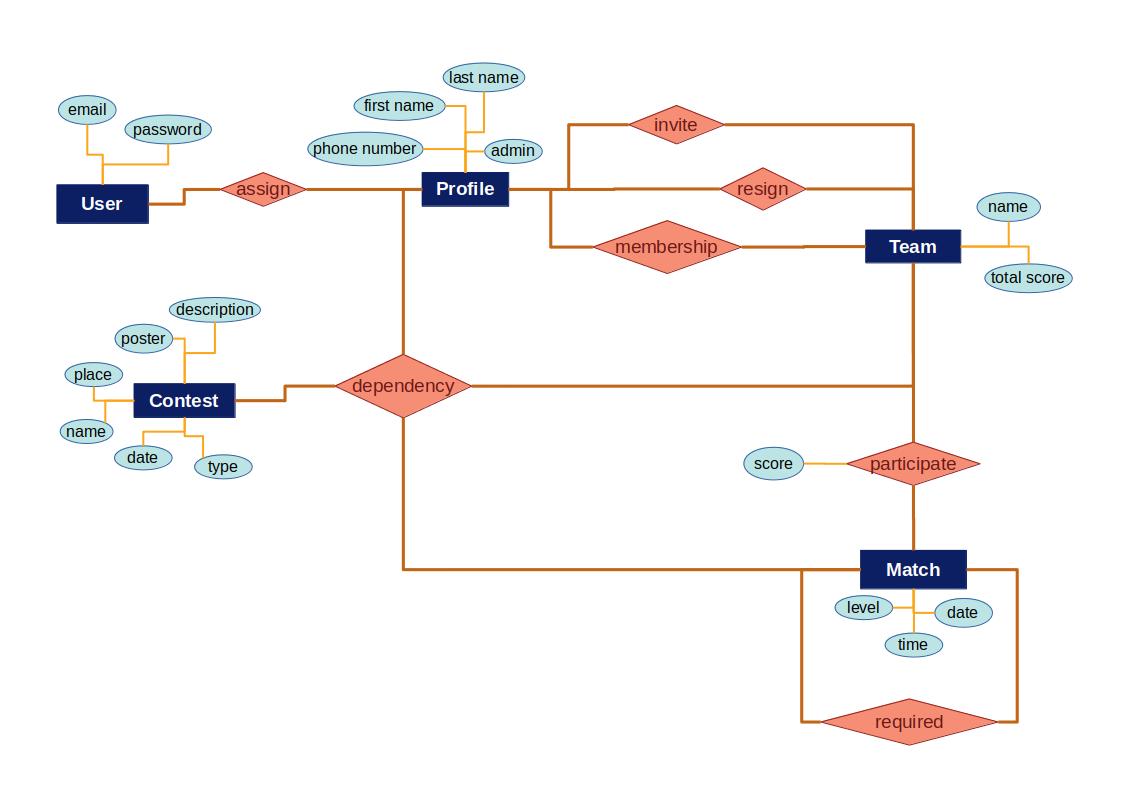 last name
first name
email
invite
password
phone number
admin
assign
Profile
resign
User
name
membership
Team
total score
description
poster
place
dependency
Contest
name
date
type
score
participate
Match
level
date
time
required